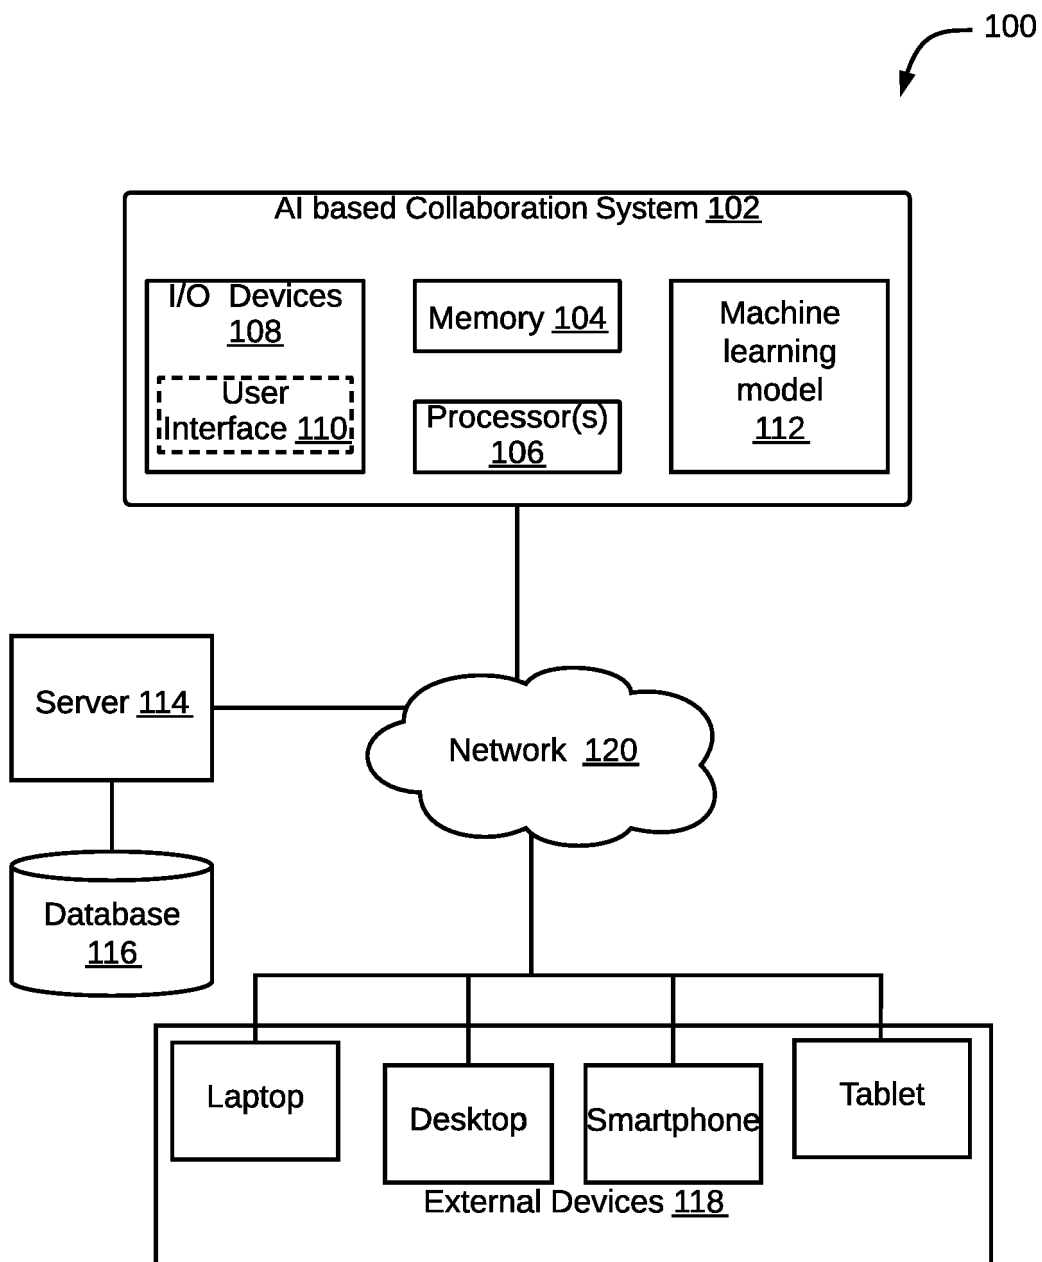 100
AI based Collaboration System 102
I/O Devices
108
User
Interface 110
Memory 104
Processor(s)
106
Machine
learning
model
112
Server 114
Network 120
Database
116
Laptop
Desktop
Smartphone
Tablet
External Devices 118